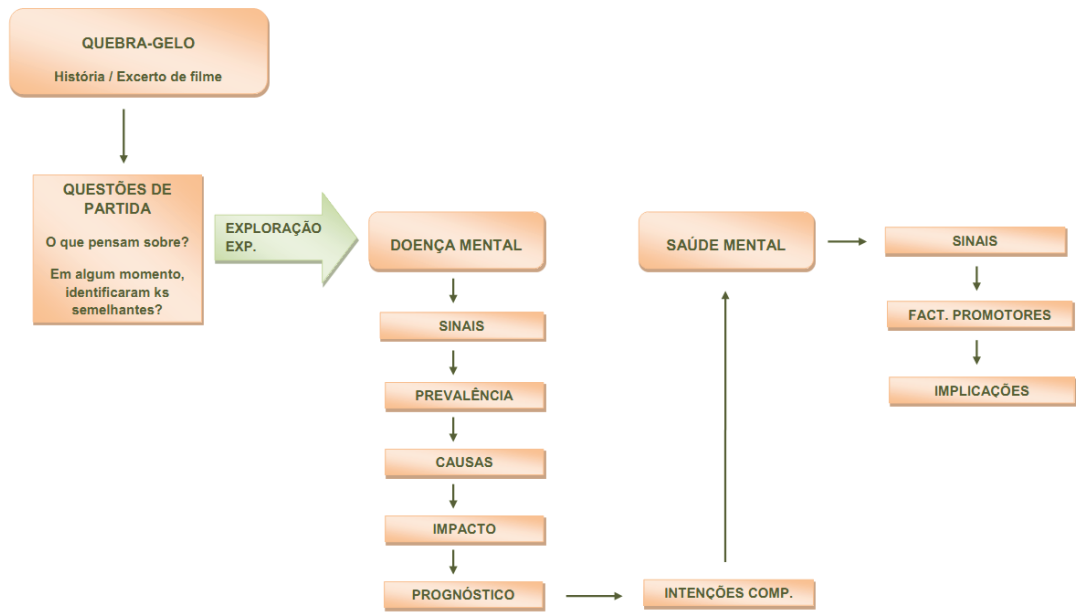 QUEBRA-GELO
História / Excerto de filme
QUESTÕES DE
PARTIDA
O que pensam sobre?
Em algum momento,
identificaram ks
semelhantes?
EXPLORAÇÃO
EXP.
DOENÇA MENTAL
SINAIS
PREVALÊNCIA
CAUSAS
IMPACTO
PROGNÓSTICO
INTENÇÕES COMP.
SAÚDE MENTAL
SINAIS
FACT. PROMOTORES
IMPLICAÇÕES